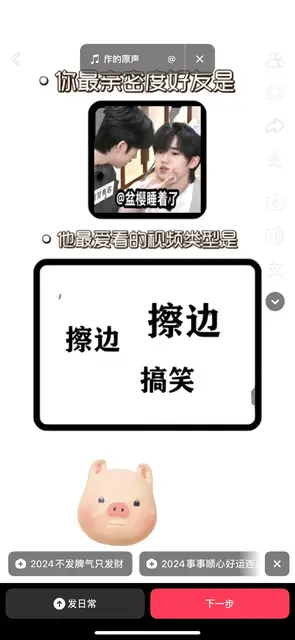 作的原声 @
你最亲密度好友是
@盆樱睡着了
他最爱看的视频类型是
擦边
擦边
搞笑
2024不发脾气只发财
2024事事顺心好运连
发日常
下一步